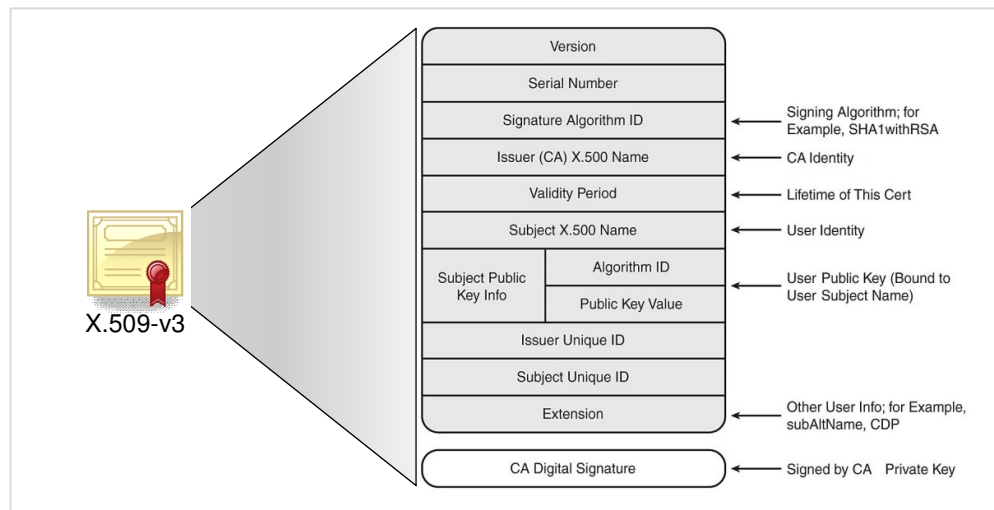 Version
Serial Number
Signature Algorithm ID
Signing Algorithm; for
Example, SHA1withRSA
Issuer (CA) X.500 Name
CA Identity
Validity Period
Lifetime of This Cert
Subject X.500 Name
User Identity
Subject Public
Key Info
Algorithm ID
Public Key Value
User Public Key (Bound to
User Subject Name)
X.509-v3
Issuer Unique ID
Subject Unique ID
Extension
Other User Info; for Example,
subAltName, CDP
CA Digital Signature
Signed by CA Private Key